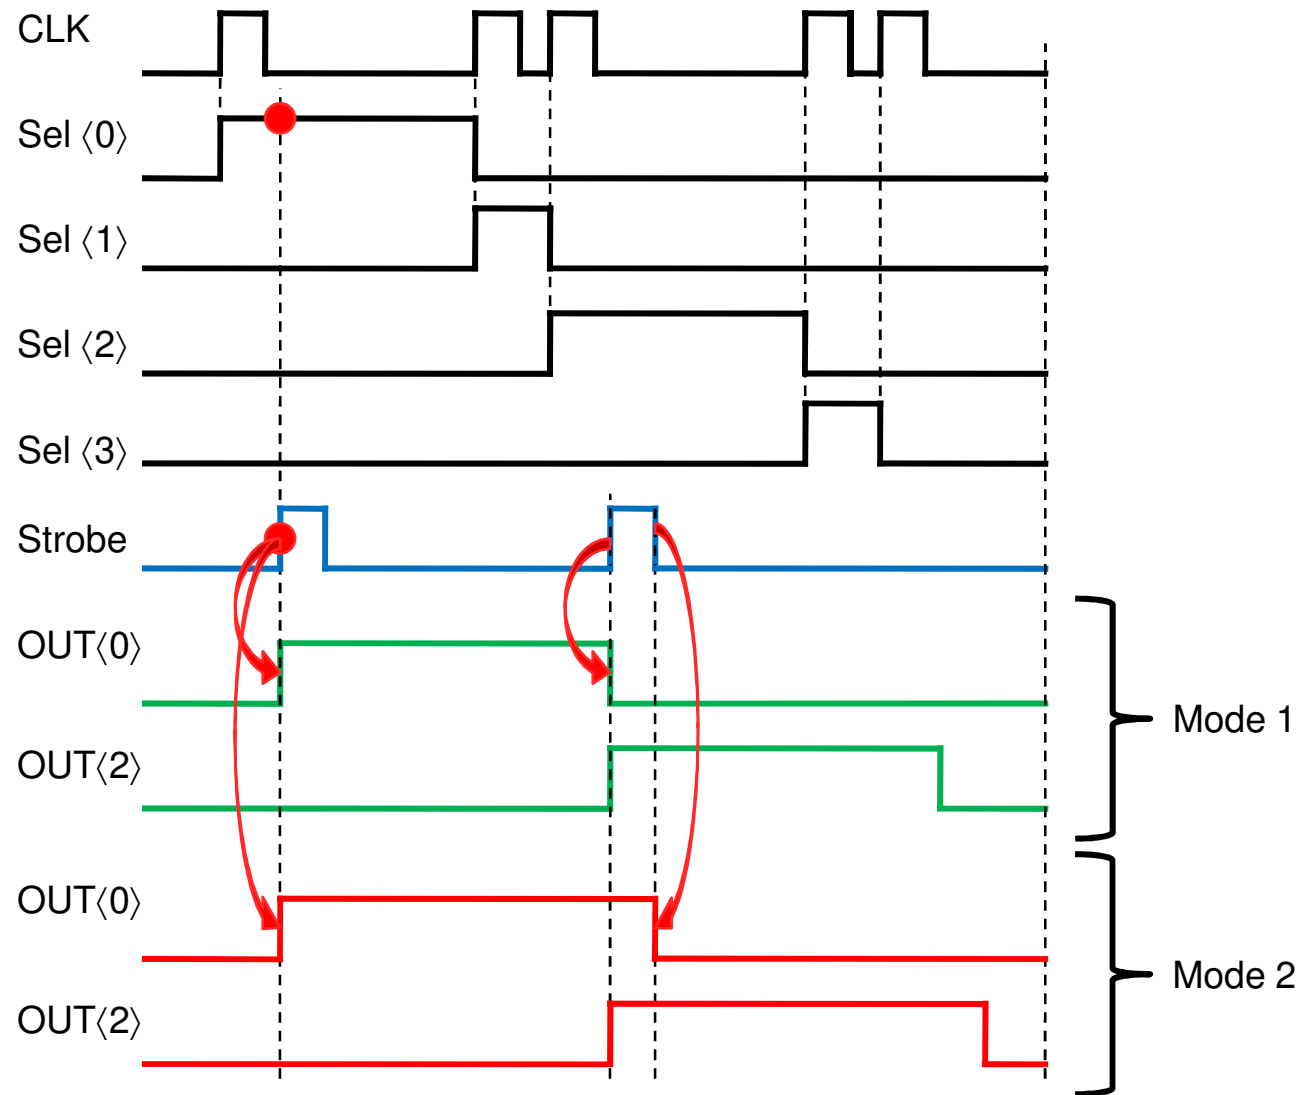 CLK
Sel ⟨0⟩
Sel ⟨1⟩
Sel ⟨2⟩
Sel ⟨3⟩
Strobe
OUT⟨0⟩
Mode 1
OUT⟨2⟩
OUT⟨0⟩
Mode 2
OUT⟨2⟩